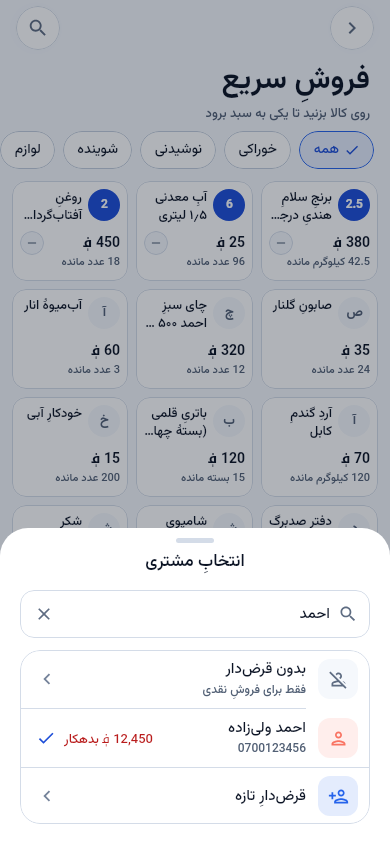 فروشِ سریع
روی کالا بزنید تا یکی به سبد برود
همه
خوراکی
نوشیدنی
شوینده
لوازم
2.5
برنجِ سلامِ
هندیِ درج...
380 ؋
42.5 کیلوگرم مانده
6
آبِ معدنی
۱٫۵ لیتری
25 ؋
96 عدد مانده
2
روغنِ
آفتاب‌گردا...
450 ؋
18 عدد مانده
ص
صابونِ گلنار
35 ؋
24 عدد مانده
چ
چای سبزِ
احمد ۵۰۰ ...
320 ؋
12 عدد مانده
آ
آب‌میوهٔ انار
60 ؋
3 عدد مانده
آ
آردِ گندمِ
کابل
70 ؋
120 کیلوگرم مانده
ب
باتریِ قلمی
(بستهٔ چها...
120 ؋
15 بسته مانده
خ
خودکارِ آبی
15 ؋
200 عدد مانده
دفترِ صدبرگ
شامپوی
شکر
انتخابِ مشتری
احمد
بدون قرض‌دار
فقط برای فروشِ نقدی
احمد ولی‌زاده
0700123456
12,450 ؋ بدهکار
قرض‌دارِ تازه